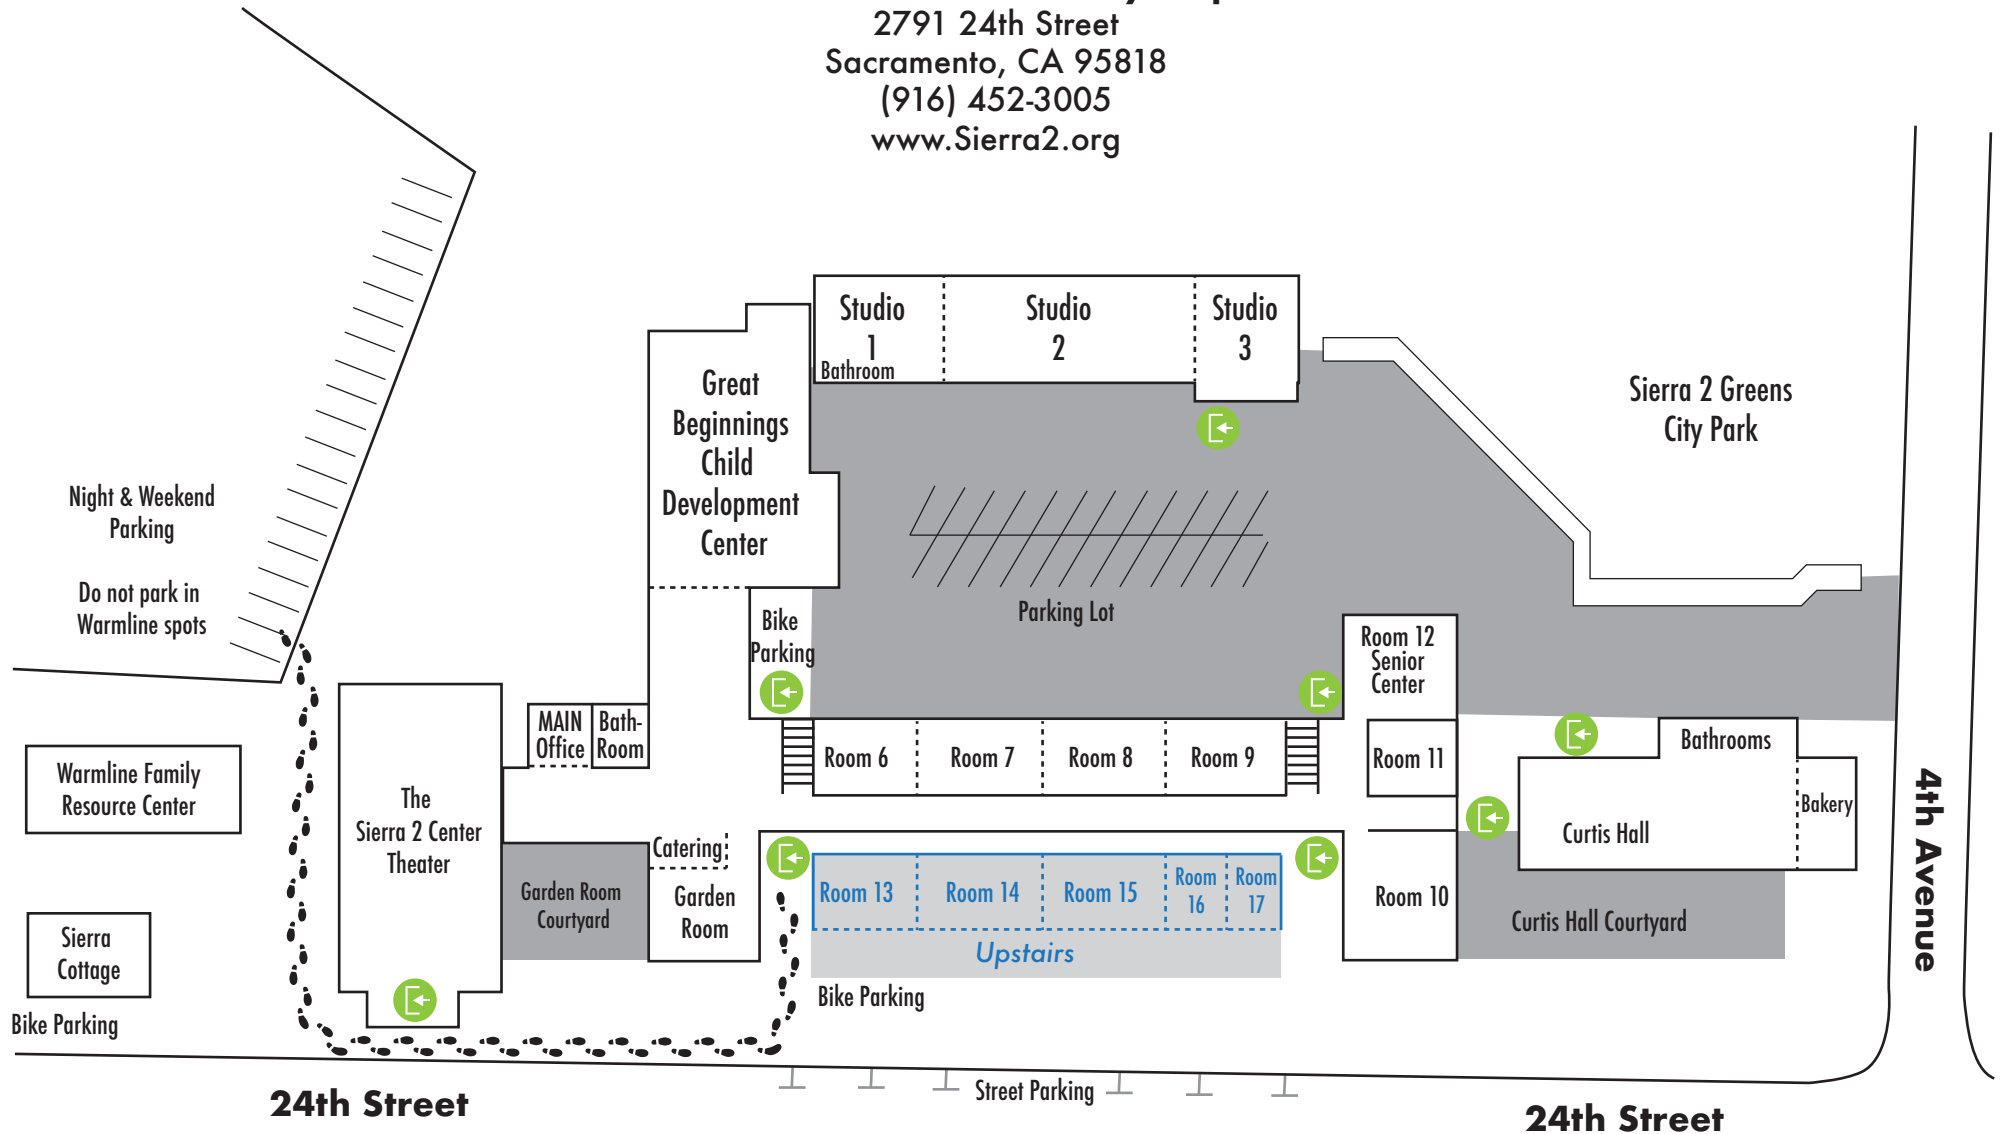 2791 24th Street
Sacramento, CA 95818
(916) 452-3005
www.Sierra2.org
Studio
1
Bathroom
Studio
2
Studio
3
Great
Beginnings
Child
Development
Center
Sierra 2 Greens
City Park
Night & Weekend
Parking
Do not park in
Warmline spots
Parking Lot
Bike
Parking
Room 12
Senior
Center
MAIN
Office
Bath-
Room
Room 6
Room 7
Room 8
Room 9
Room 11
Bathrooms
Warmline Family
Resource Center
The
Sierra 2 Center
Theater
Catering
Curtis Hall
Bakery
4th Avenue
Garden Room
Courtyard
Garden
Room
Room 13
Room 14
Room 15
Room
16
Room
17
Upstairs
Room 10
Curtis Hall Courtyard
Sierra
Cottage
Bike Parking
Bike Parking
Street Parking
24th Street
24th Street